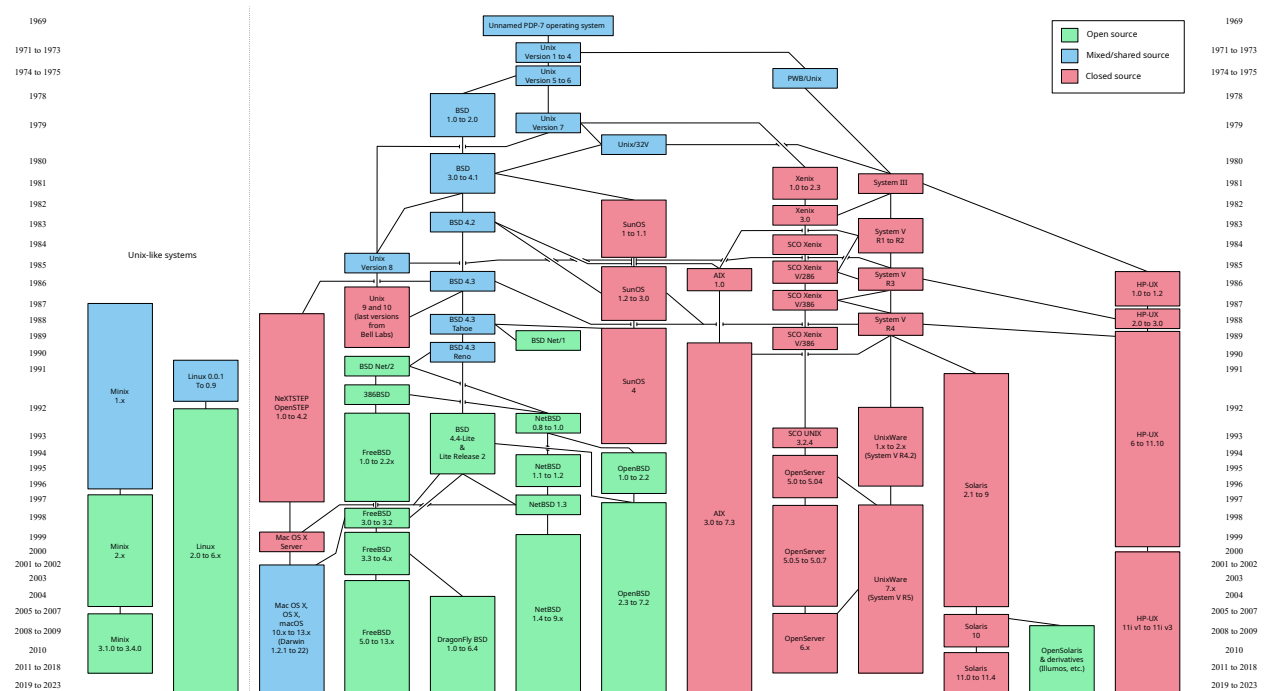 1969
1971 to 1973
1974 to 1975
1978
1979
1980
1981
1982
1983
1984
1985
1986
1987
1988
1989
1990
1991
1992
1993
1994
1995
1996
1997
1998
1999
2000
2001 to 2002
2003
2004
2005 to 2007
2008 to 2009
2010
2011 to 2018
2019 to 2023
Unix-like systems
Minix
1.x
Minix
2.x
Minix
3.1.0 to 3.4.0
Linux 0.0.1
To 0.9
Linux
2.0 to 6.x
Unnamed PDP-7 operating system
Unix
Version 1 to 4
Unix
Version 5 to 6
PWB/Unix
BSD
1.0 to 2.0
Unix
Version 7
Unix/32V
BSD
3.0 to 4.1
Xenix
1.0 to 2.3
System III
Xenix
3.0
BSD 4.2
SunOS
1 to 1.1
System V
R1 to R2
SCO Xenix
Unix
Version 8
SCO Xenix
V/286
AIX
1.0
System V
R3
BSD 4.3
SunOS
1.2 to 3.0
HP-UX
1.0 to 1.2
SCO Xenix
V/386
Unix
9 and 10
(last versions
from
Bell Labs)
HP-UX
2.0 to 3.0
BSD 4.3
Tahoe
System V
R4
SCO Xenix
V/386
BSD Net/1
BSD 4.3
Reno
BSD Net/2
SunOS
4
386BSD
NeXTSTEP
OpenSTEP
1.0 to 4.2
NetBSD
0.8 to 1.0
BSD
4.4-Lite
&
Lite Release 2
SCO UNIX
3.2.4
UnixWare
1.x to 2.x
(System V R4.2)
HP-UX
6 to 11.10
FreeBSD
1.0 to 2.2x
NetBSD
1.1 to 1.2
OpenBSD
1.0 to 2.2
OpenServer
5.0 to 5.04
Solaris
2.1 to 9
NetBSD 1.3
FreeBSD
3.0 to 3.2
AIX
3.0 to 7.3
Mac OS X
Server
FreeBSD
3.3 to 4.x
OpenServer
5.0.5 to 5.0.7
UnixWare
7.x
(System V R5)
OpenBSD
2.3 to 7.2
NetBSD
1.4 to 9.x
Mac OS X,
OS X,
macOS
10.x to 13.x
(Darwin
1.2.1 to 22)
FreeBSD
5.0 to 13.x
DragonFly BSD
1.0 to 6.4
OpenServer
6.x
Solaris
10
HP-UX
11i v1 to 11i v3
OpenSolaris
& derivatives
(Illumos, etc.)
Solaris
11.0 to 11.4
Open source
Mixed/shared source
Closed source
1969
1971 to 1973
1974 to 1975
1978
1979
1980
1981
1982
1983
1984
1985
1986
1987
1988
1989
1990
1991
1992
1993
1994
1995
1996
1997
1998
1999
2000
2001 to 2002
2003
2004
2005 to 2007
2008 to 2009
2010
2011 to 2018
2019 to 2023